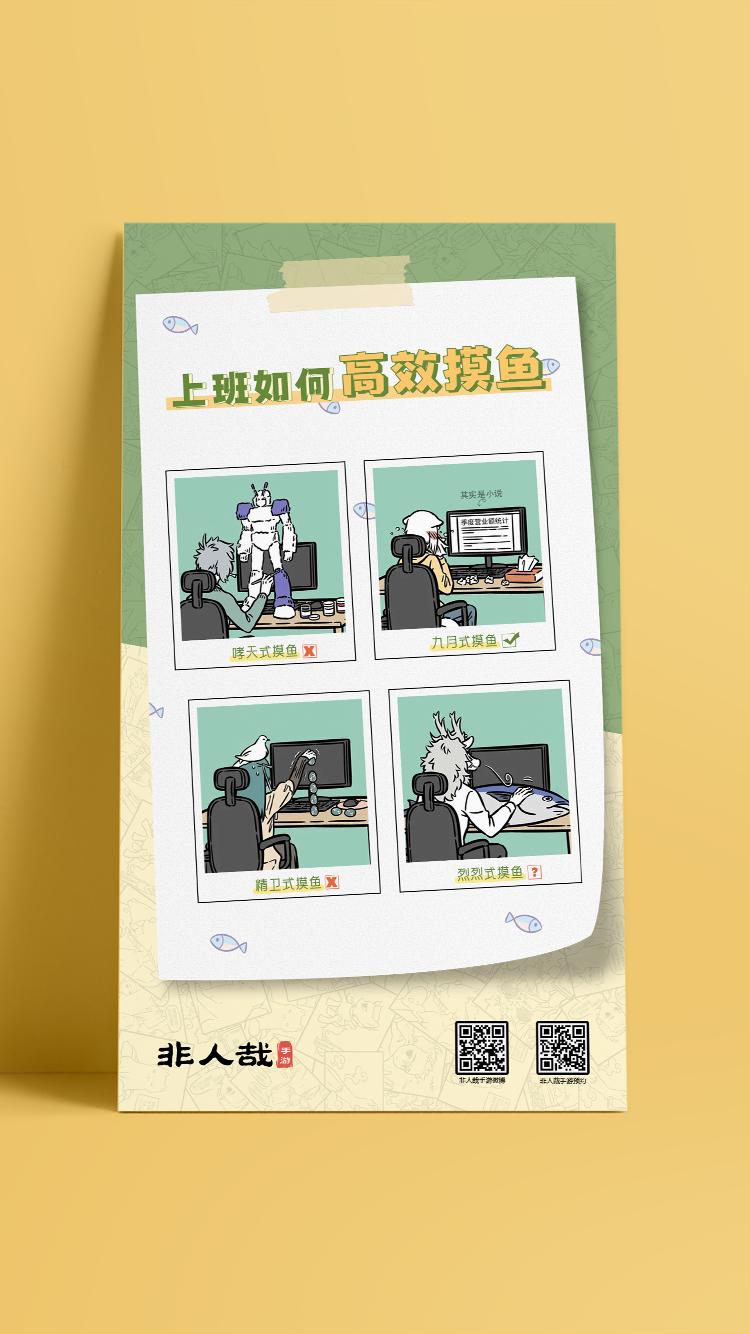 上班如何高效摸鱼
其实是小说
季度营业额统计
哮天式摸鱼
九月式摸鱼
精卫式摸鱼
烈烈式摸鱼 ?
非人哉 手游
非人哉手游微博
非人哉手游预约